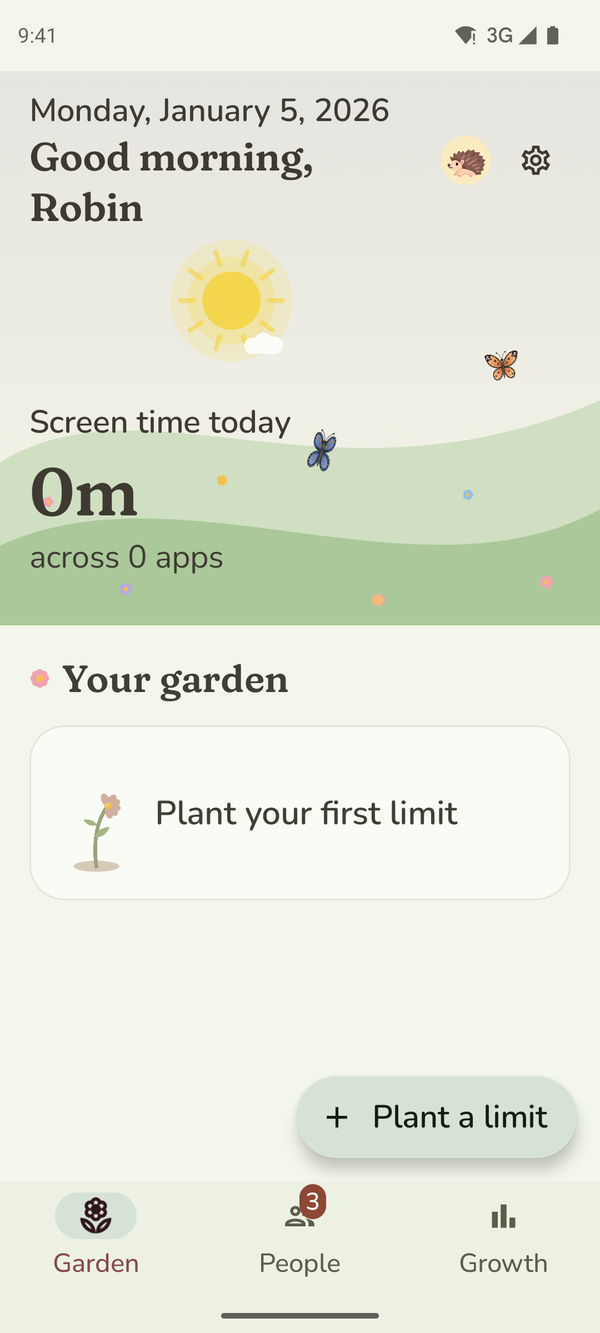 9:41
3G
Monday, January 5, 2026
Good morning,
Robin
Screen time today
0m
across 0 apps
Your garden
Plant your first limit
+ Plant a limit
3
Garden
People
Growth